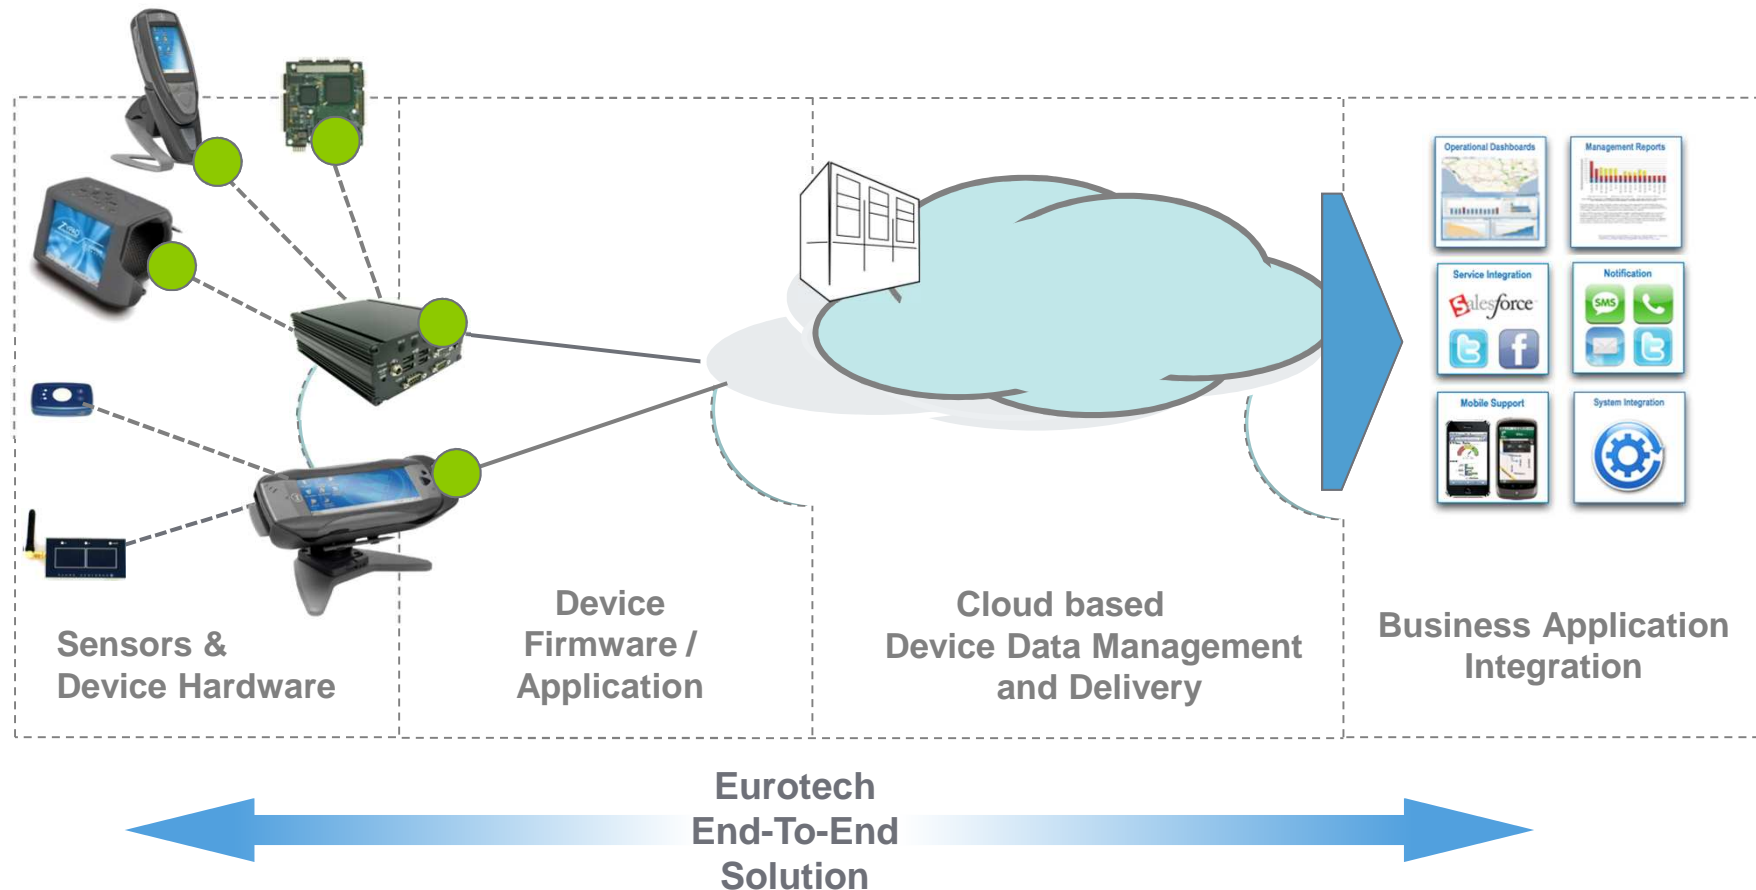 Operational Dashboards
Management Reports
Service Integration
Salesforce
Notification
SMS
Mobile Support
System Integration
Sensors &
Device Hardware
Device
Firmware /
Application
Cloud based
Device Data Management
and Delivery
Business Application
Integration
Eurotech
End-To-End
Solution